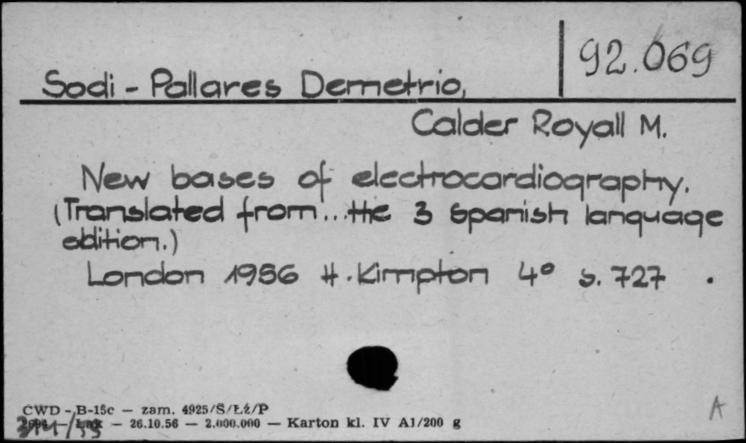 92.069
Sodi - Pallares Demetrio,
Calder Royall M.
New bases of electrocardiography.
(Translated from... the 3 Spanish language
edition.)
London 1956 H. Kimpton 4° s. 727 .
CWD - B-15c — zam. 4925/S/Łź/P
— 26.10.56 — 2.000.000 — Karton kl. IV A1/200 g
A